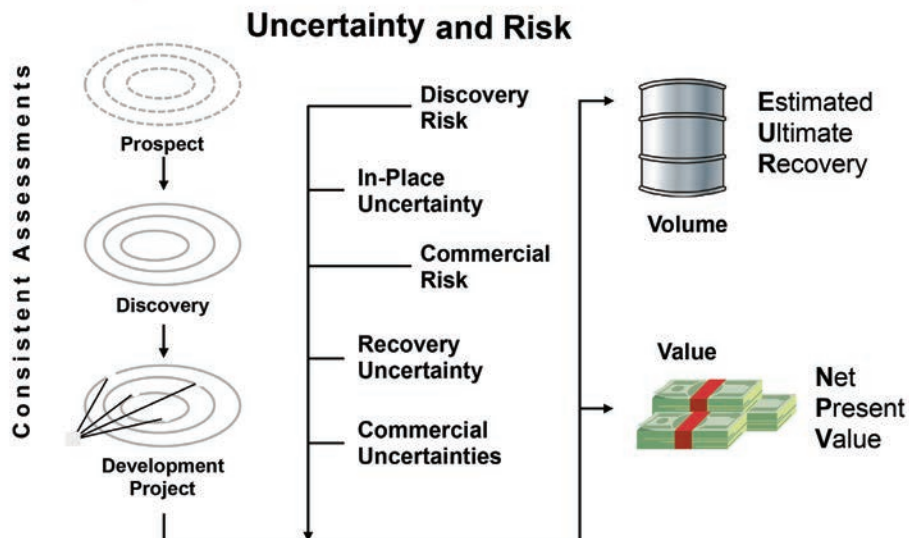 Uncertainty and Risk
Consistent Assessments
Prospect
Discovery
Development
Project
Discovery
Risk
In-Place
Uncertainty
Commercial
Risk
Recovery
Uncertainty
Commercial
Uncertainties
Estimated
Ultimate
Recovery
Volume
Value
Net
Present
Value